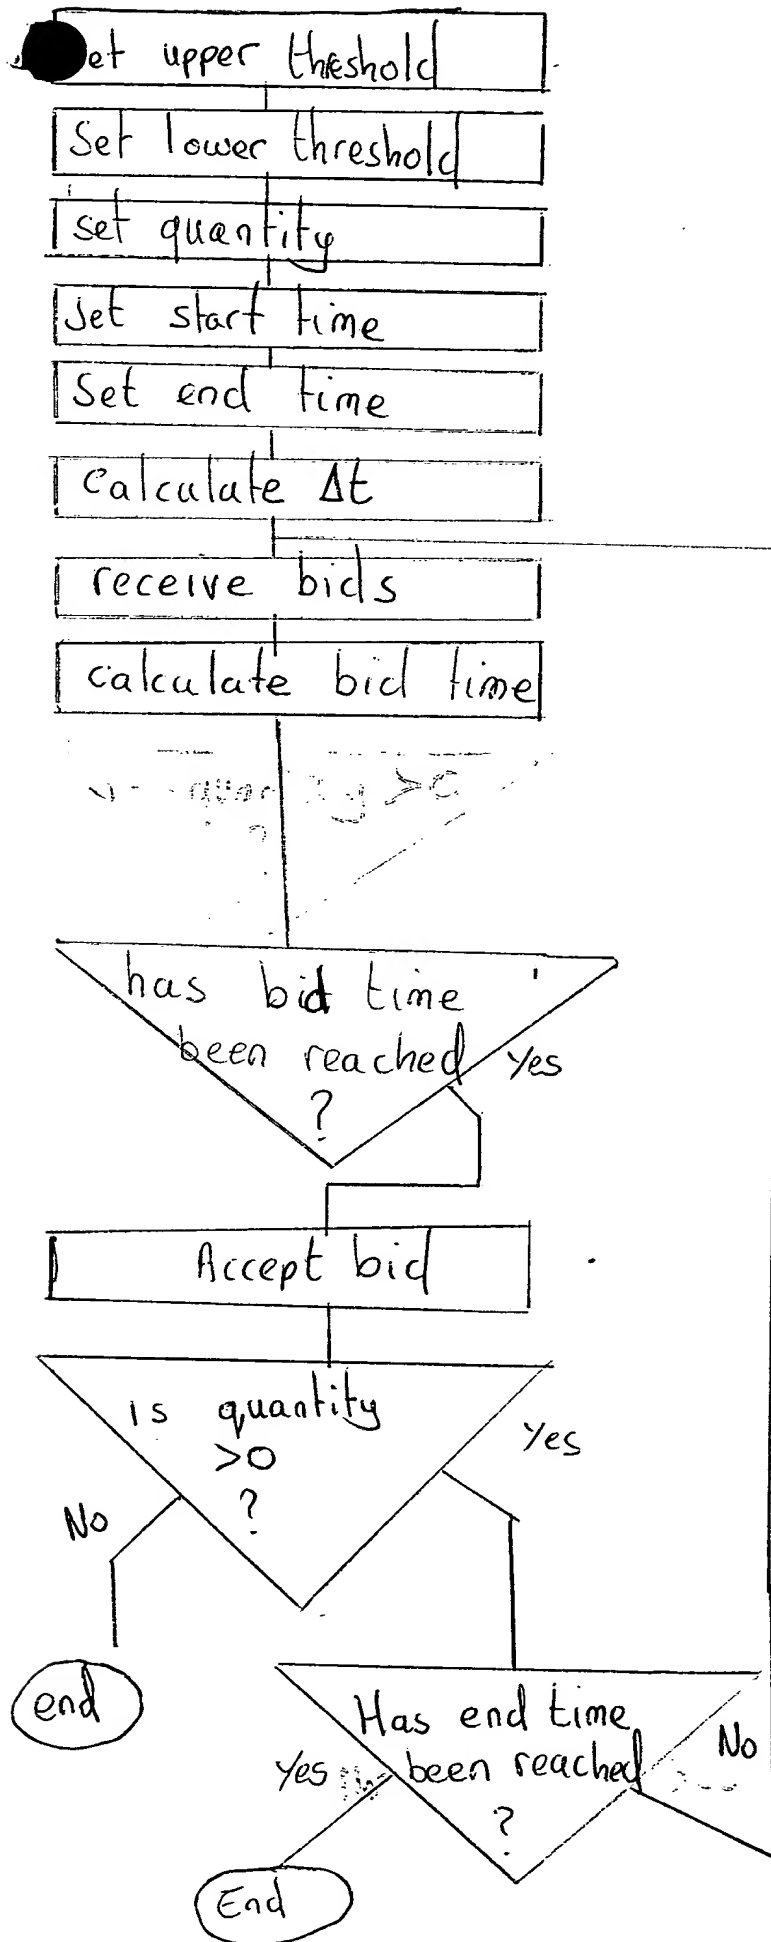 et upper threshold
Set lower threshold
set quantity
set start time
Set end time
Calculate Δt
receive bids
calculate bid time
has bid time
been reached
?
Yes
Accept bid
is quantity
>0
?
Yes
No
end
Has end time
been reached
?
Yes
No
End